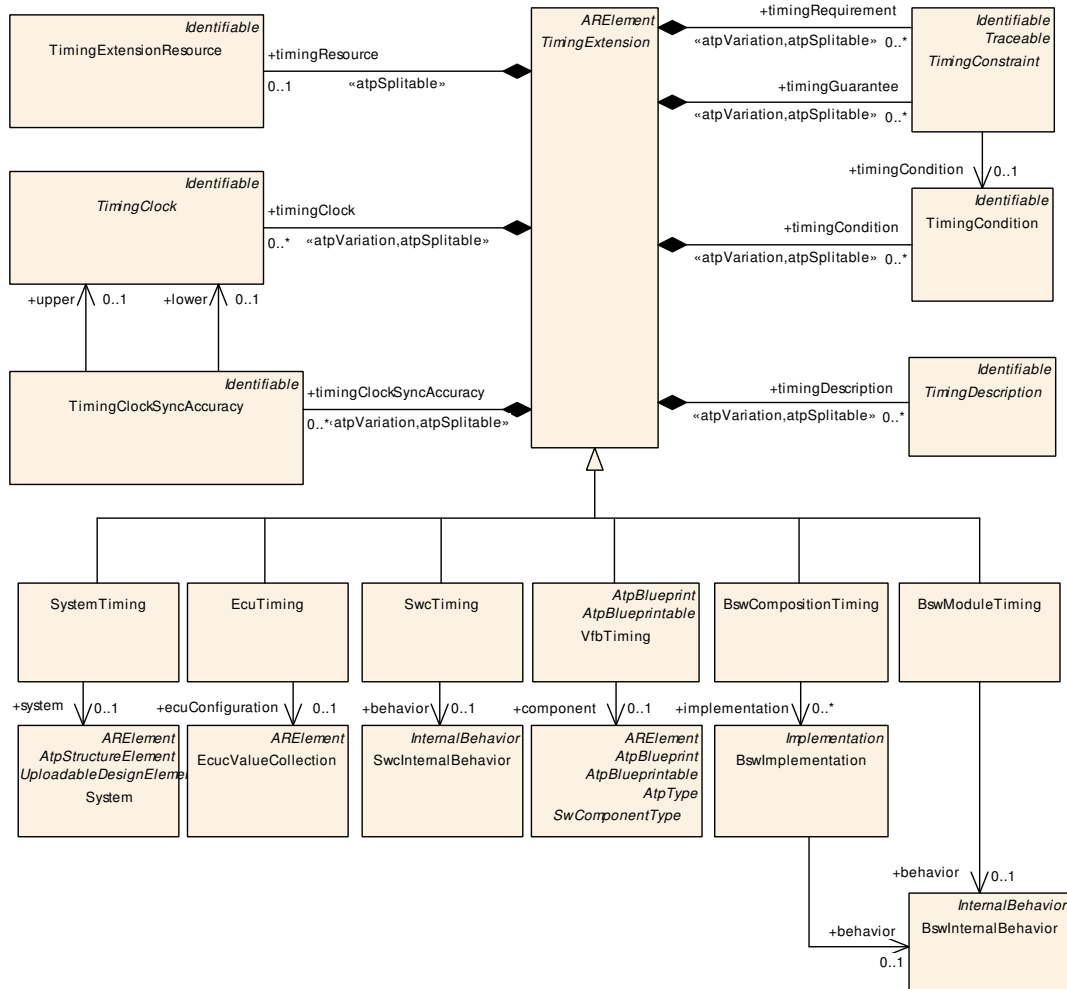 Identifiable
TimingExtensionResource
+timingResource
0..1
«atpSplitable»
ARElement
TimingExtension
+timingRequirement
«atpVariation,atpSplitable»
0..*
Identifiable
Traceable
TimingConstraint
+timingGuarantee
«atpVariation,atpSplitable»
0..*
+timingCondition
0..1
Identifiable
TimingClock
+timingClock
0..*
«atpVariation,atpSplitable»
+timingCondition
«atpVariation,atpSplitable»
0..*
Identifiable
TimingCondition
+upper
0..1
+lower
0..1
Identifiable
TimingClockSyncAccuracy
+timingClockSyncAccuracy
0..*
«atpVariation,atpSplitable»
+timingDescription
«atpVariation,atpSplitable»
0..*
Identifiable
TimingDescription
SystemTiming
EcuTiming
SwcTiming
AtpBlueprint
AtpBlueprintable
VfbTiming
BswCompositionTiming
BswModuleTiming
+system
0..1
+ecuConfiguration
0..1
+behavior
0..1
+component
0..1
+implementation
0..*
ARElement
AtpStructureElement
UploadableDesignElemen
System
ARElement
EcucValueCollection
InternalBehavior
SwcInternalBehavior
ARElement
AtpBlueprint
AtpBlueprintable
AtpType
SwComponentType
Implementation
BswImplementation
+behavior
0..1
+behavior
0..1
InternalBehavior
BswInternalBehavior